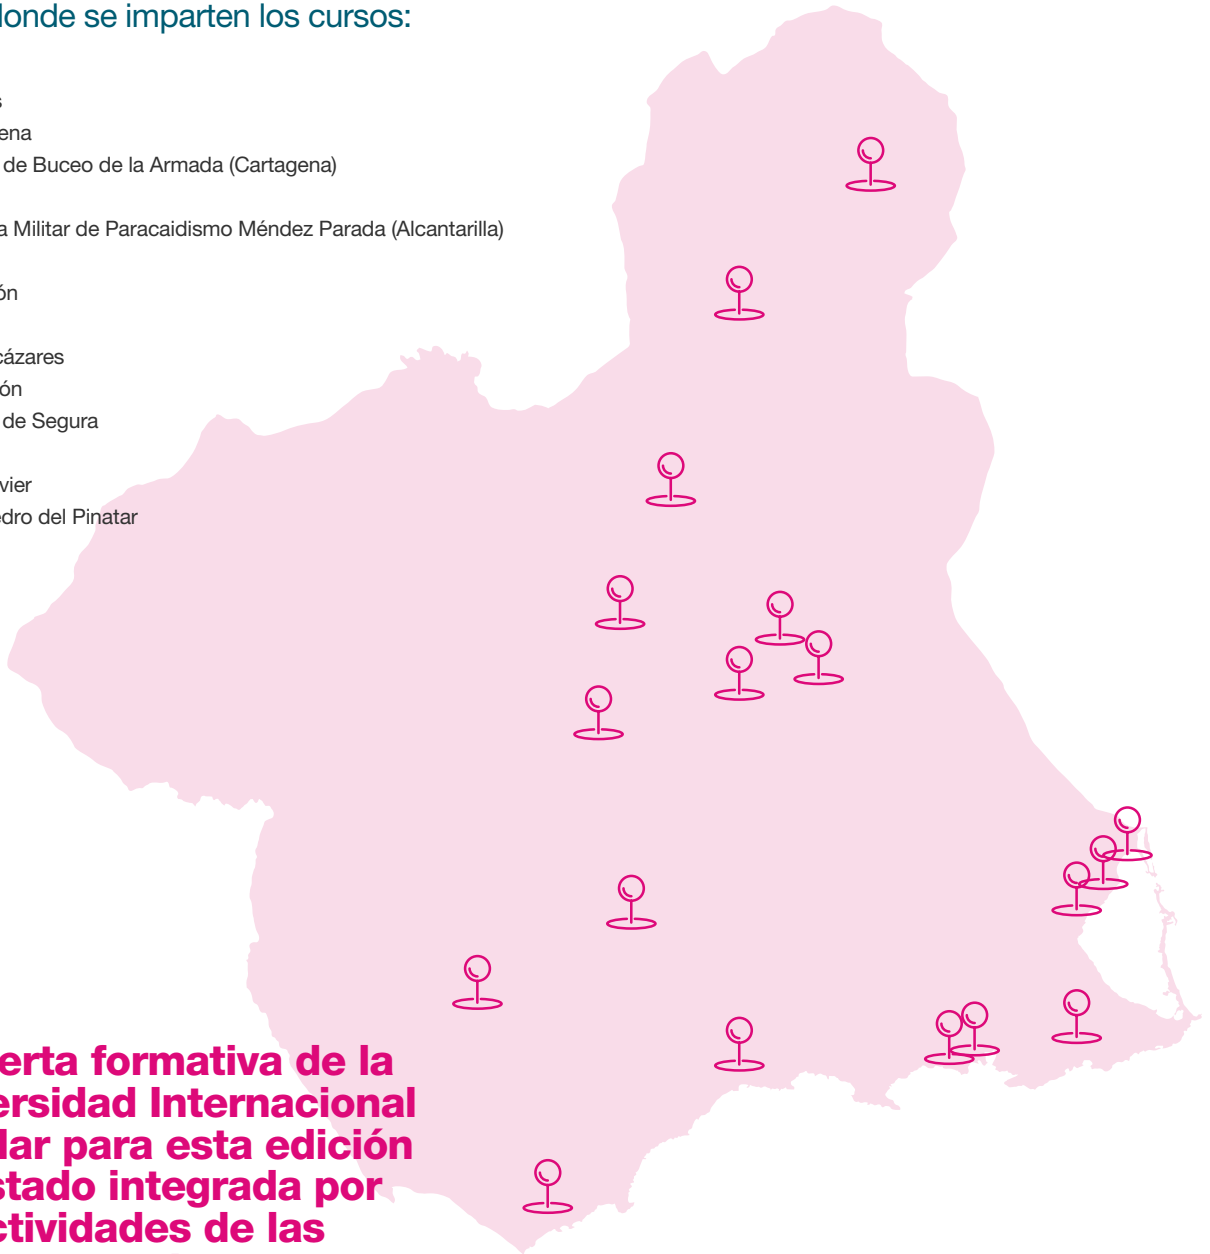 donde se imparten los cursos:
s
ena
de Buceo de la Armada (Cartagena)
a Militar de Paracaidismo Méndez Parada (Alcantarilla)
ón
cázares
ón
de Segura
vier
edro del Pinatar
erta formativa de la
ersidad Internacional
lar para esta edición
stado integrada por
ctividades de las